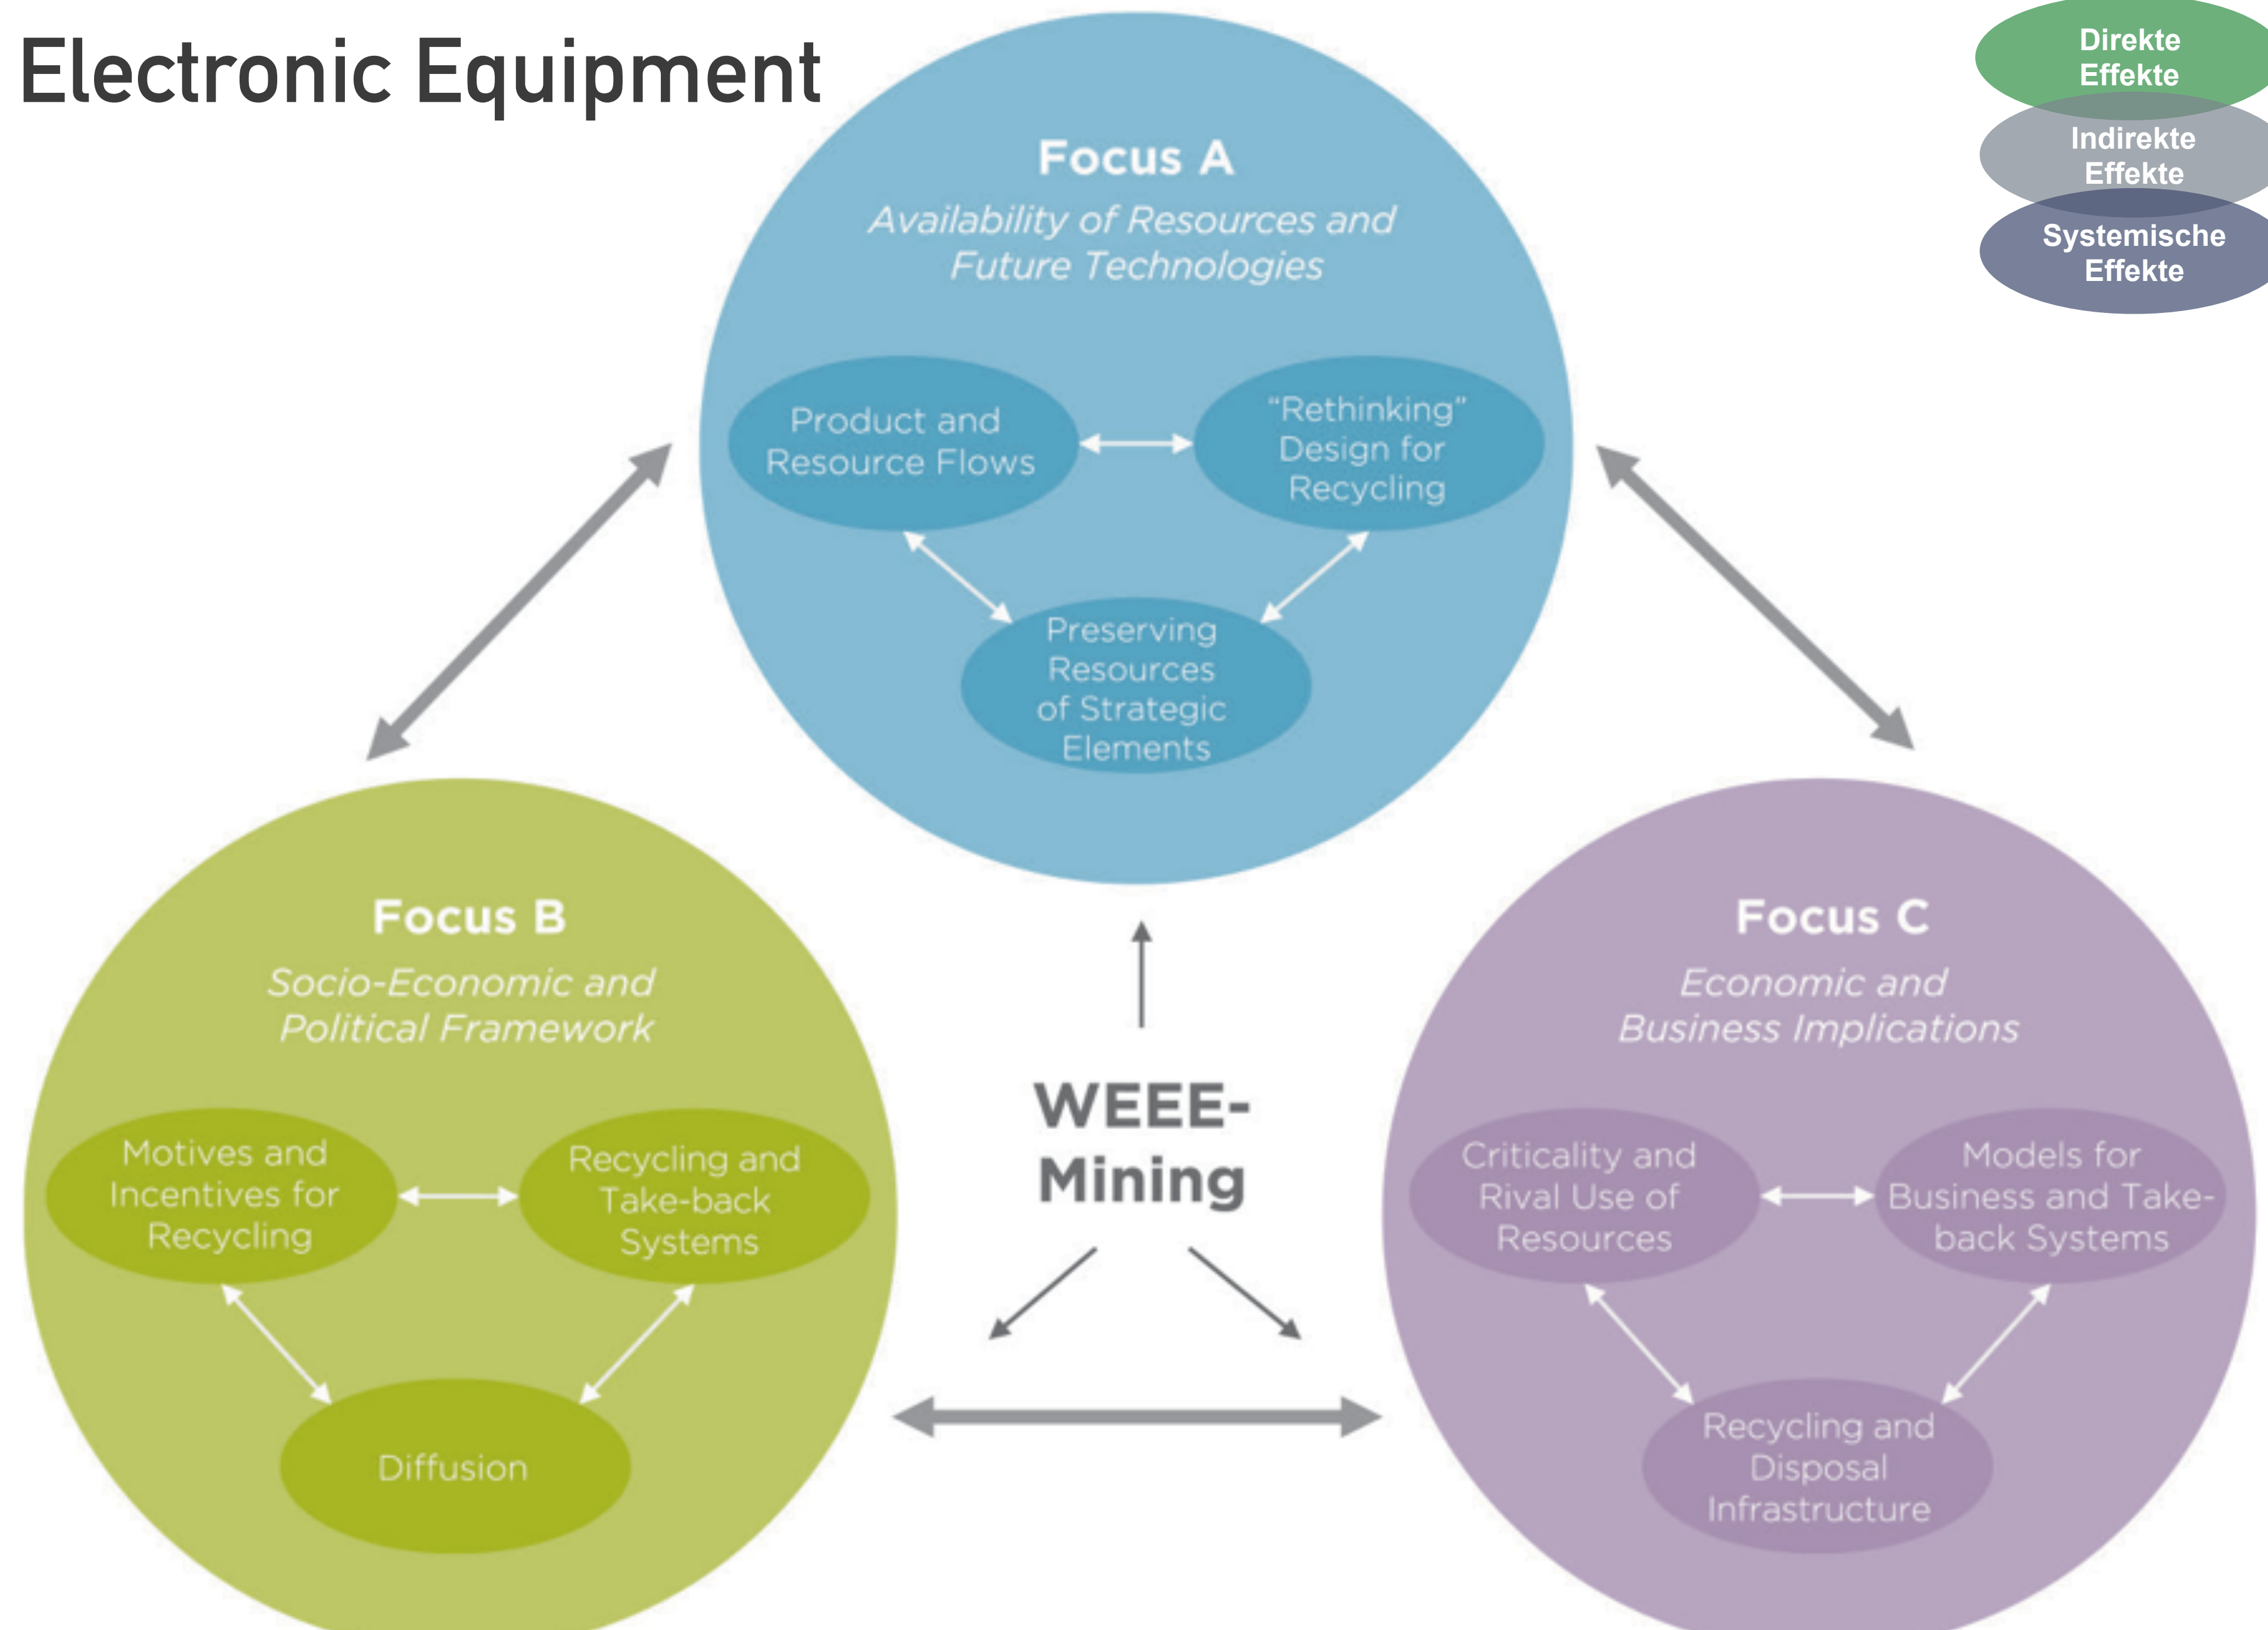 Electronic Equipment
Direkte
Effekte
Indirekte
Effekte
Systemische
Effekte
Focus A
Availability of Resources and
Future Technologies
Product and
Resource Flows
“Rethinking”
Design for
Recycling
Preserving
Resources
of Strategic
Elements
Focus B
Socio-Economic and
Political Framework
Motives and
Incentives for
Recycling
Recycling and
Take-back
Systems
Diffusion
WEEE-
Mining
Focus C
Economic and
Business Implications
Criticality and
Rival Use of
Resources
Models for
Business and Take-
back Systems
Recycling and
Disposal
Infrastructure